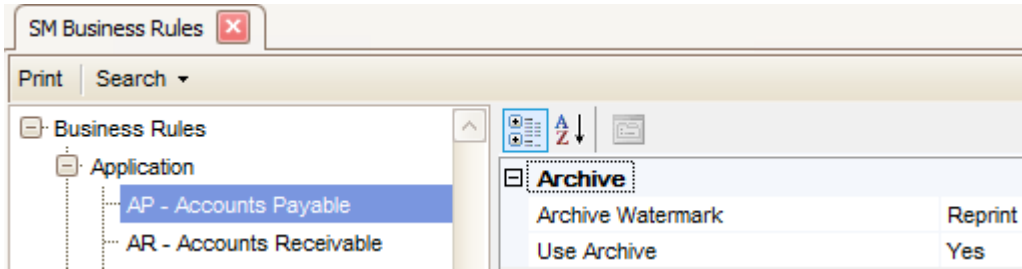 SM Business Rules
Print Search
Business Rules
Application
AP - Accounts Payable
AR - Accounts Receivable
Archive
Archive Watermark Reprint
Use Archive Yes